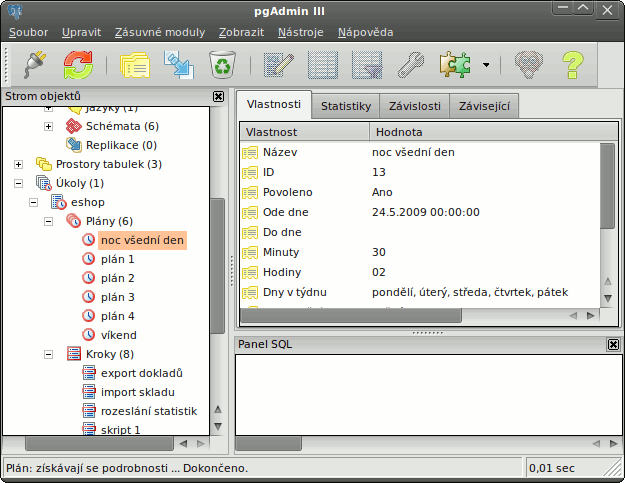 pgAdmin III
Soubor Upravit Zásuvné moduly Zobrazit Nástroje Nápověda
Strom objektů
Jazyky (1)
Schémata (6)
Replikace (0)
Prostory tabulek (3)
Úkoly (1)
eshop
Plány (6)
noc všední den
plán 1
plán 2
plán 3
plán 4
víkend
Kroky (8)
export dokladů
import skladu
rozeslání statistik
skript 1
Vlastnosti Statistiky Závislosti Závisející
Vlastnost Hodnota
Název noc všední den
ID 13
Povoleno Ano
Ode dne 24.5.2009 00:00:00
Do dne
Minuty 30
Hodiny 02
Dny v týdnu pondělí, úterý, středa, čtvrtek, pátek
Panel SQL
Plán: získávají se podrobnosti ... Dokončeno. 0,01 sec